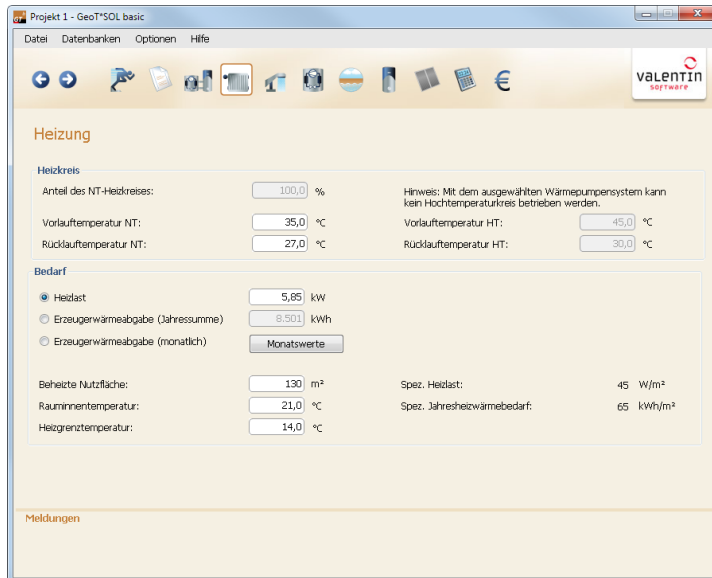 Projekt 1 - GeoT*SOL basic
Datei Datenbanken Optionen Hilfe
valentin
software
Heizung
Heizkreis
Anteil des NT-Heizkreises: 100,0 % Hinweis: Mit dem ausgewählten Wärmepumpensystem kann
kein Hochtemperaturkreis betrieben werden.
Vorlauftemperatur NT: 35,0 °C Vorlauftemperatur HT: 45,0 °C
Rücklauftemperatur NT: 27,0 °C Rücklauftemperatur HT: 30,0 °C
Bedarf
Heizlast 5,85 kW
Erzeugerwärmeabgabe (Jahressumme) 8.501 kWh
Erzeugerwärmeabgabe (monatlich) Monatswerte
Beheizte Nutzfläche: 130 m² Spez. Heizlast: 45 W/m²
Rauminnentemperatur: 21,0 °C Spez. Jahresheizwärmebedarf: 65 kWh/m²
Heizgrenztemperatur: 14,0 °C
Meldungen